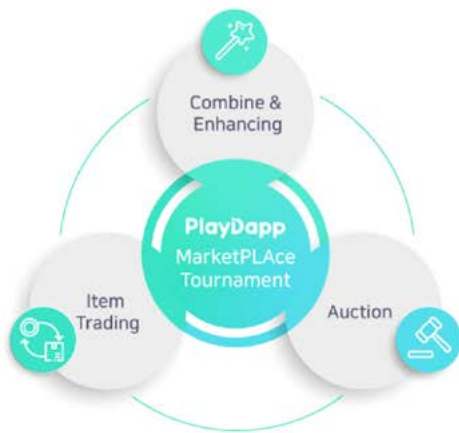 Combine &
Enhancing
PlayDapp
MarketPLAce
Tournament
Item
Trading
Auction